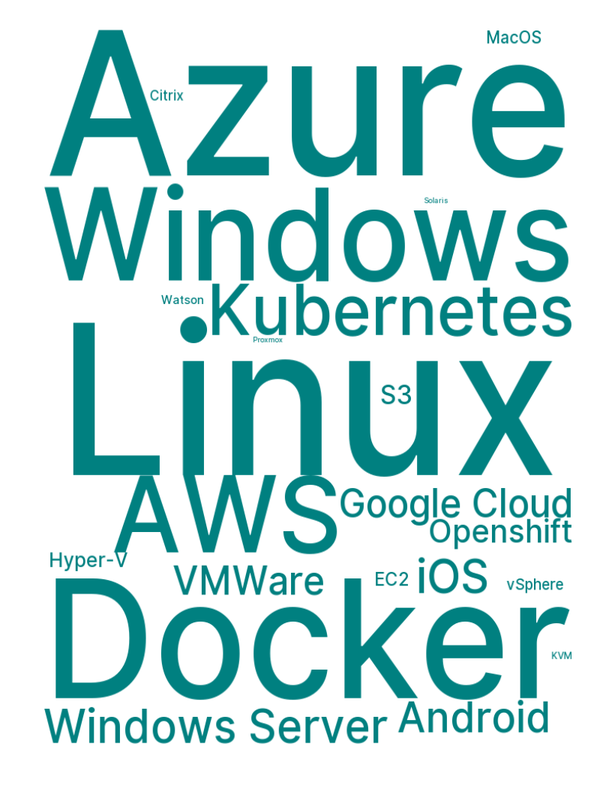 MacOS
Azure
Citrix
Windows
Solaris
Watson
Kubernetes
Proxmox
Linux
S3
AWS
Google Cloud
Openshift
Hyper-V
VMWare
EC2
iOS
vSphere
Docker
KVM
Windows Server
Android